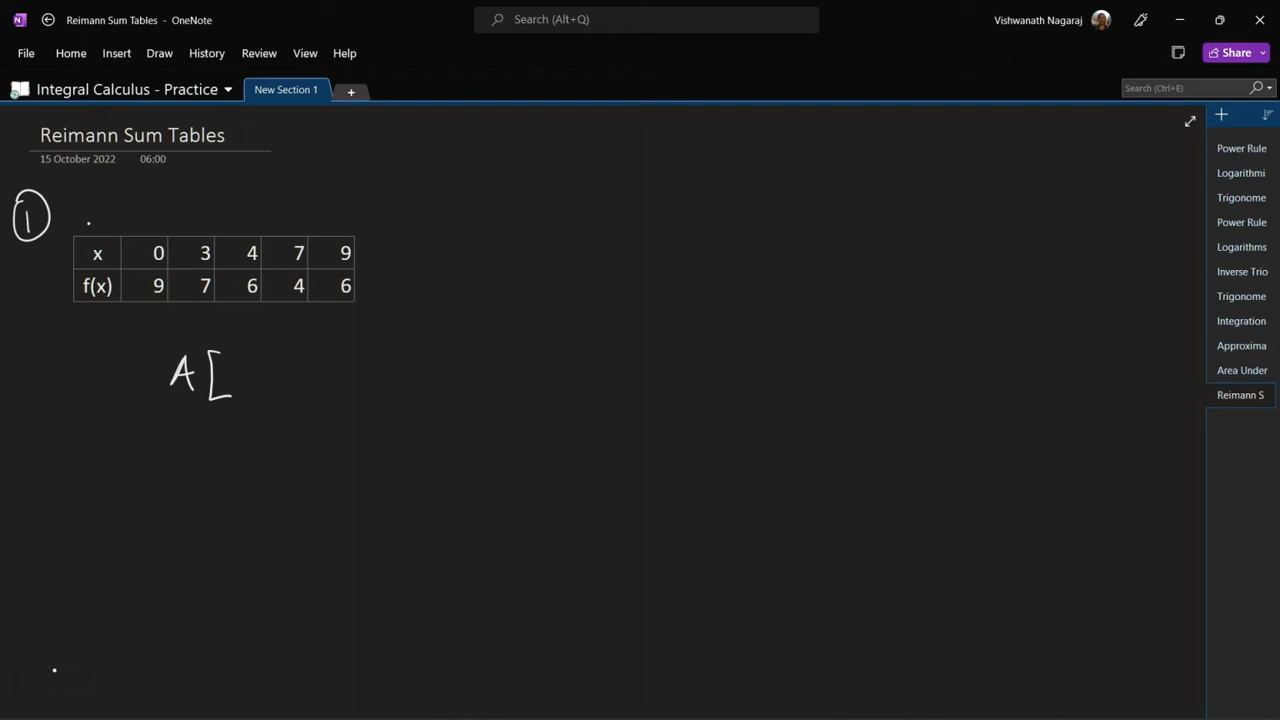 Reimann Sum Tables - OneNote
Search (Alt+Q)
Vishwanath Nagaraj
File Home Insert Draw History Review View Help
Share
Integral Calculus - Practice
New Section 1
+
Search (Ctrl+E)
Reimann Sum Tables
15 October 2022 06:00
1
x 0 3 4 7 9
f(x) 9 7 6 4 6
A [
Power Rule
Logarithmi
Trigonome
Power Rule
Logarithms
Inverse Trio
Trigonome
Integration
Approxima
Area Under
Reimann S